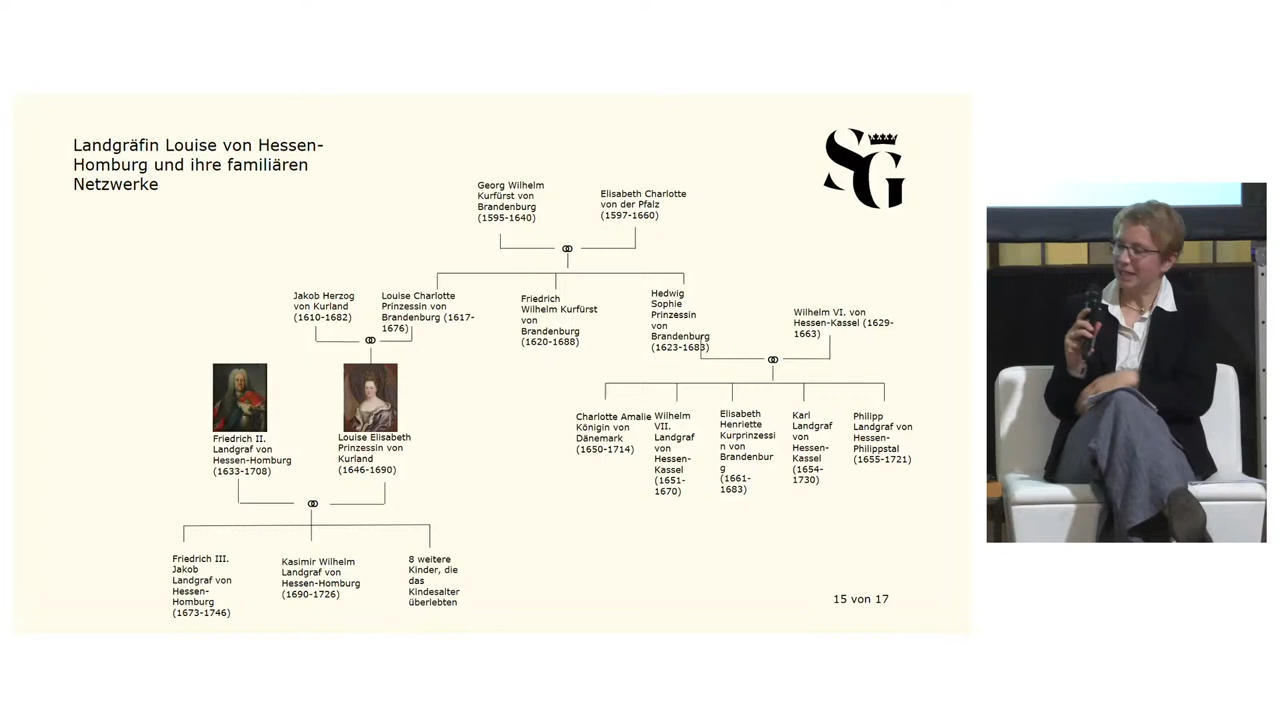 Landgräfin Louise von Hessen-
Homburg und ihre familiären
Netzwerke
SG
Georg Wilhelm
Kurfürst von
Brandenburg
(1595-1640)
Elisabeth Charlotte
von der Pfalz
(1597-1660)
Jakob Herzog
von Kurland
(1610-1682)
Louise Charlotte
Prinzessin von
Brandenburg (1617-
1676)
Friedrich
Wilhelm Kurfürst
von
Brandenburg
(1620-1688)
Hedwig
Sophie
Prinzessin
von
Brandenburg
(1623-1683)
Wilhelm VI. von
Hessen-Kassel (1629-
1663)
Friedrich II.
Landgraf von
Hessen-Homburg
(1633-1708)
Louise Elisabeth
Prinzessin von
Kurland
(1646-1690)
Charlotte Amalie
Königin von
Dänemark
(1650-1714)
Wilhelm
VII.
Landgraf
von
Hessen-
Kassel
(1651-
1670)
Elisabeth
Henriette
Kurprinzessi
n von
Brandenbur
g
(1661-
1683)
Karl
Landgraf
von
Hessen-
Kassel
(1654-
1730)
Philipp
Landgraf von
Hessen-
Philippstal
(1655-1721)
Friedrich III.
Jakob
Landgraf von
Hessen-
Homburg
(1673-1746)
Kasimir Wilhelm
Landgraf von
Hessen-Homburg
(1690-1726)
8 weitere
Kinder, die
das
Kindesalter
überlebten
15 von 17